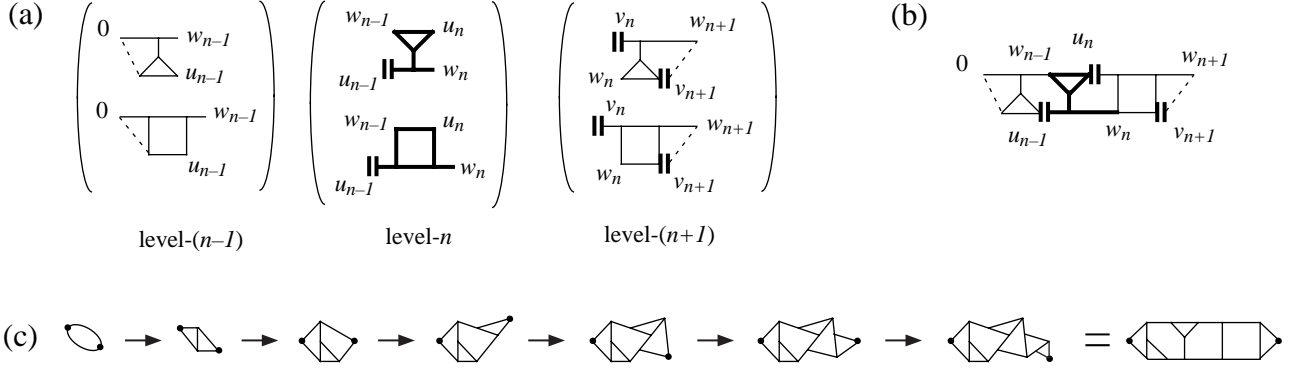 (a)
0 w_{n–1}
u_{n–1}
0 w_{n–1}
u_{n–1}
level-(n–1)
w_{n–1} u_n
u_{n–1} w_n
w_{n–1} u_n
u_{n–1} w_n
level-n
v_n w_{n+1}
w_n v_{n+1}
v_n w_{n+1}
w_n v_{n+1}
level-(n+1)
(b)
0 w_{n–1} u_n w_{n+1}
u_{n–1} w_n v_{n+1}
(c)
=